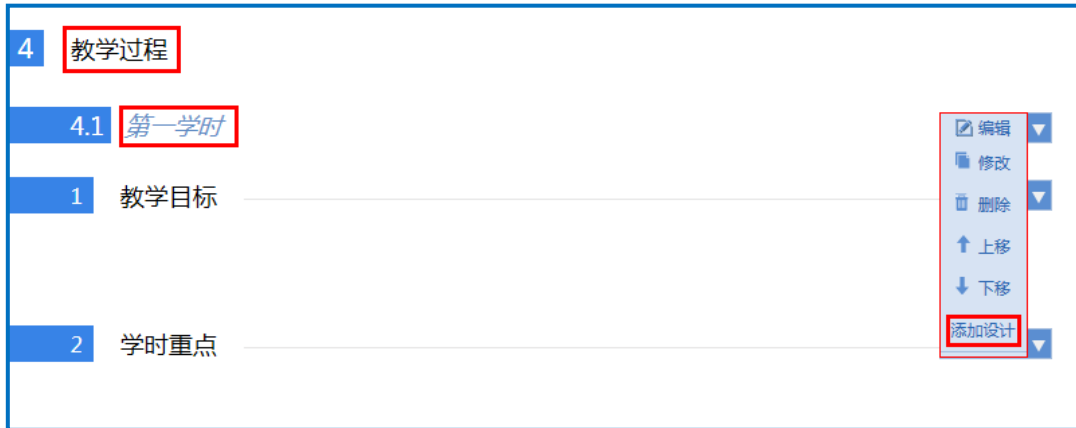 4 教学过程
4.1 第一学时
编辑
修改
1 教学目标
删除
上移
下移
添加设计
2 学时重点